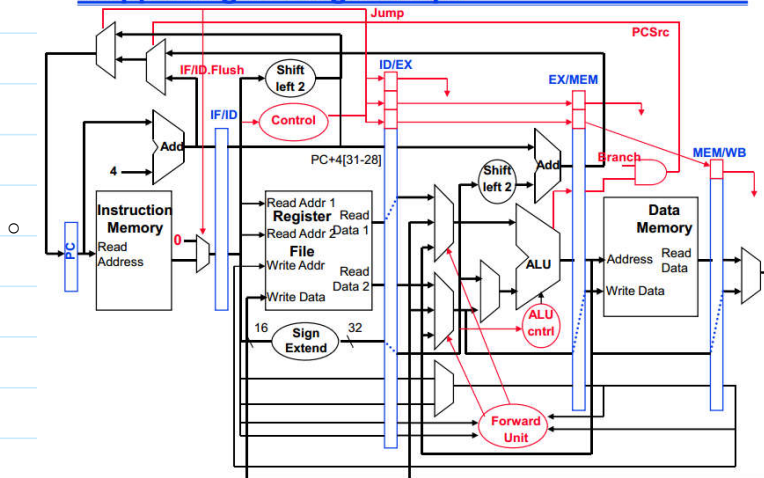 Jump
PCSrc
ID/EX
EX/MEM
IF/ID.Flush
Shift
left 2
IF/ID
Control
MEM/WB
Add
PC+4[31-28]
Branch
4
Shift
left 2
Add
Instruction
Memory
Read
Address
0
PC
Read Addr 1
Register
Read
Data 1
Read Addr 2
File
Write Addr
Read
Data 2
Write Data
ALU
Data
Memory
Address
Read
Data
Write Data
16
Sign
Extend
32
ALU
cntrl
Forward
Unit